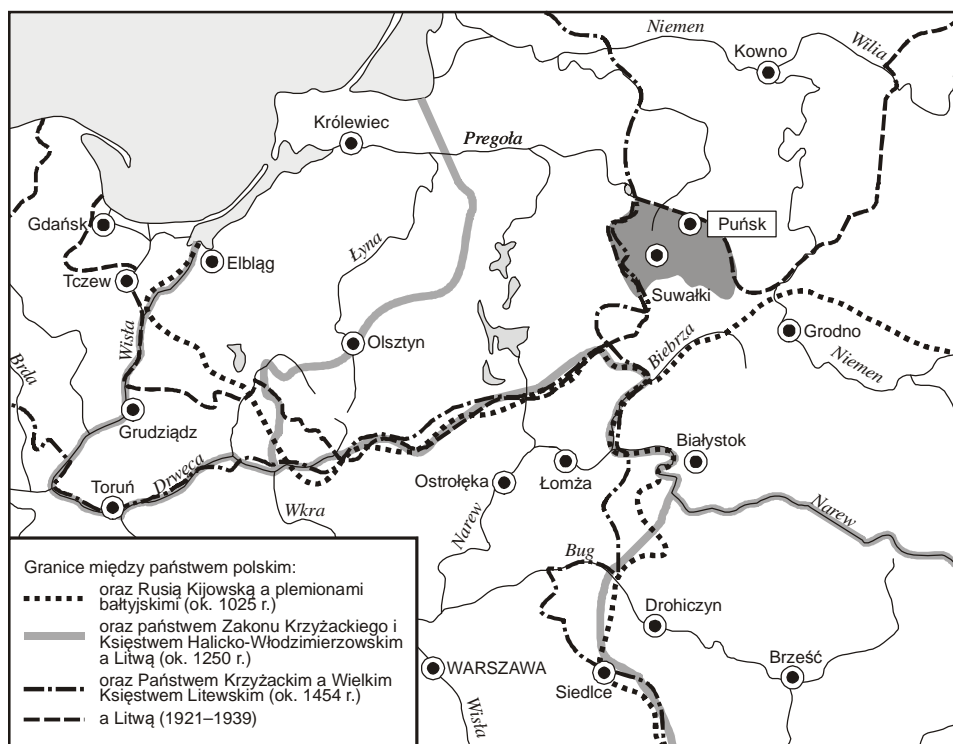 Niemen
Kowno
Wilia
Królewiec
Pregoła
Gdańsk
Puńsk
Łyna
Elbląg
Tczew
Suwałki
Wisła
Olsztyn
Biebrza
Grodno
Brda
Niemen
Grudziądz
Białystok
Drwęca
Ostrołęka
Łomża
Toruń
Wkra
Narew
Narew
Bug
Drohiczyn
WARSZAWA
Brześć
Siedlce
Wisła
Granice między państwem polskim:
oraz Rusią Kijowską a plemionami
bałtyjskimi (ok. 1025 r.)
oraz państwem Zakonu Krzyżackiego i
Księstwem Halicko-Włodzimierzowskim
a Litwą (ok. 1250 r.)
oraz Państwem Krzyżackim a Wielkim
Księstwem Litewskim (ok. 1454 r.)
a Litwą (1921–1939)